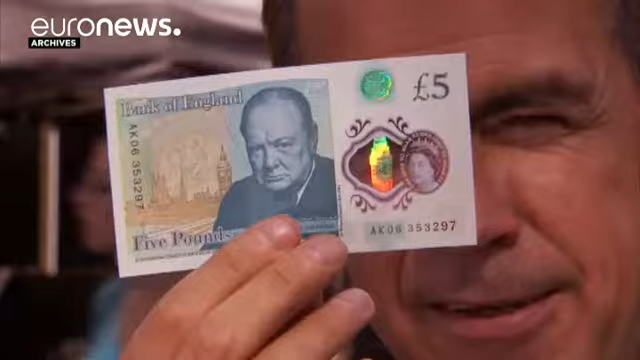 euronews.
ARCHIVES
Bank of England
£5
AK06 353297
Five Pounds
AK06 353297